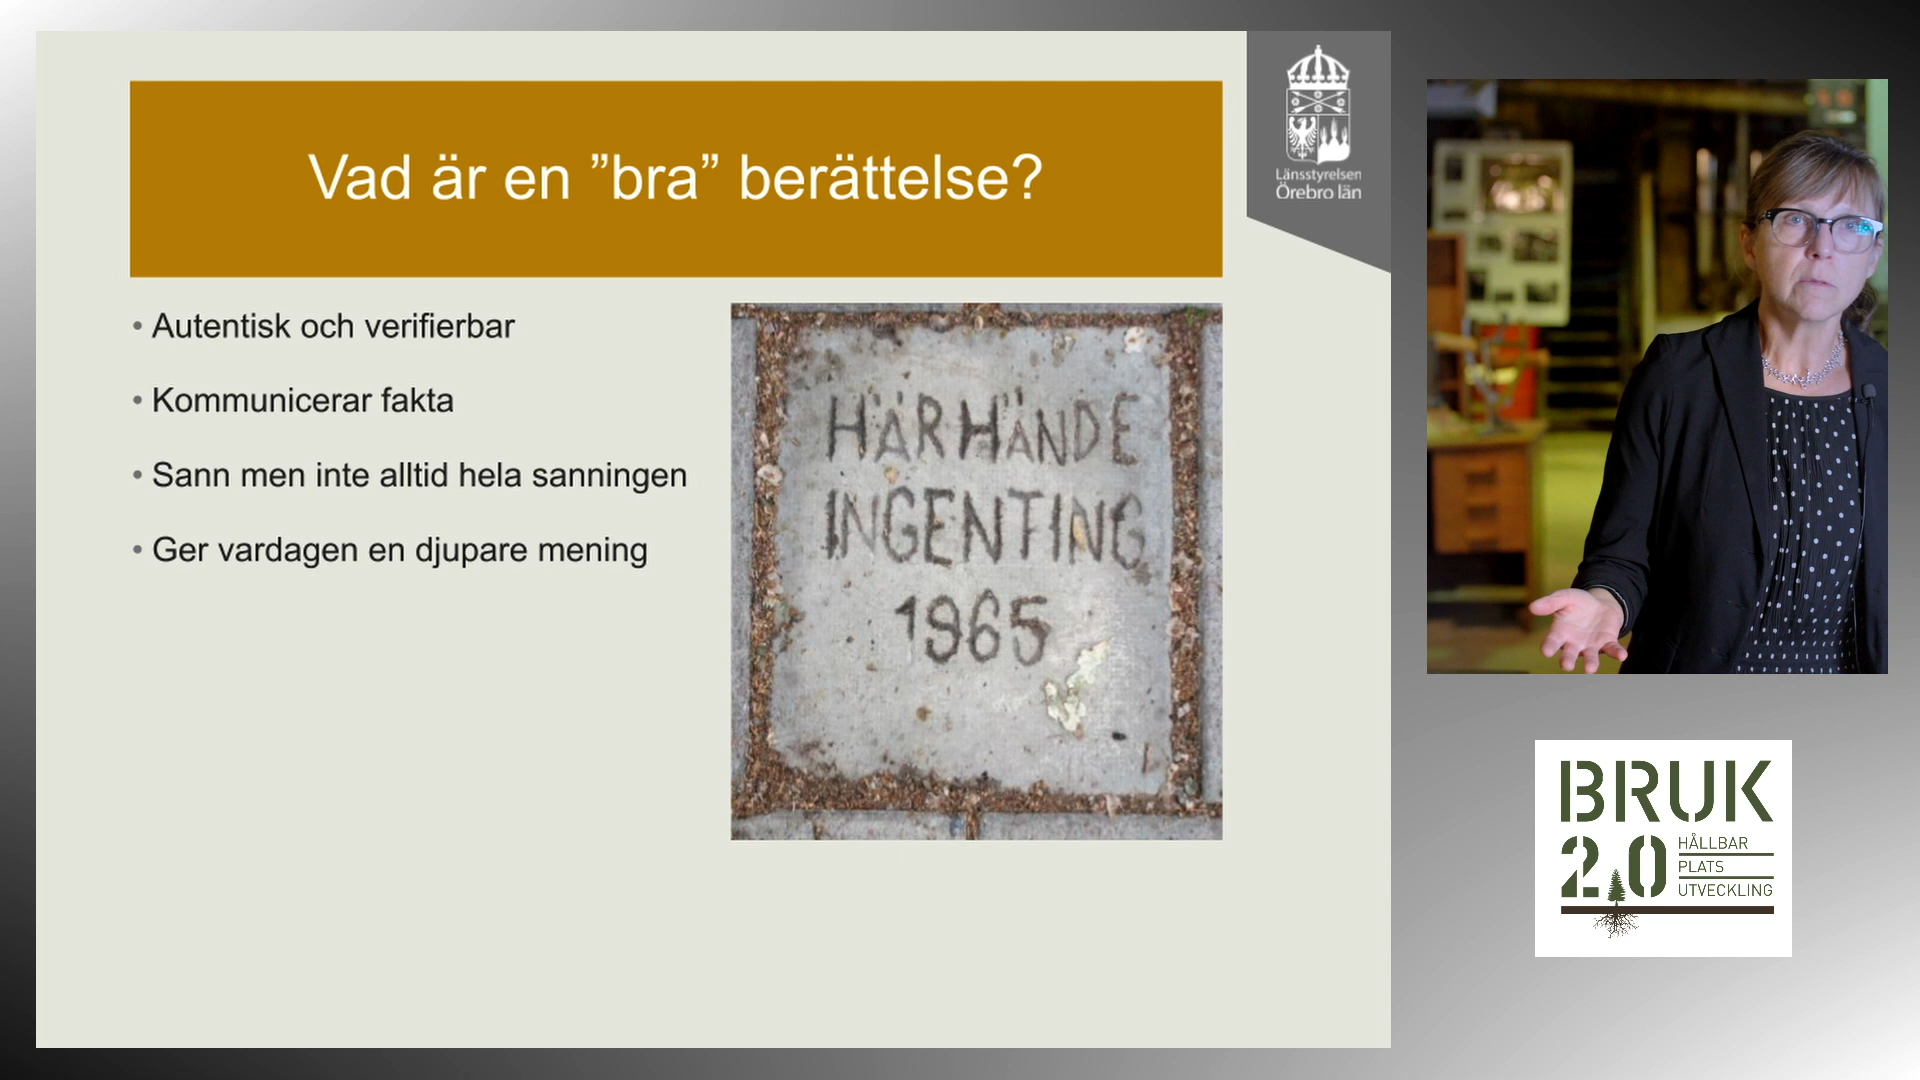 Vad är en ”bra” berättelse?
Länsstyrelsen
Örebro län
• Autentisk och verifierbar
• Kommunicerar fakta
• Sann men inte alltid hela sanningen
• Ger vardagen en djupare mening
HÄR HÄNDE
INGENTING
1965
BRUK
2.0
HÅLLBAR
PLATS
UTVECKLING